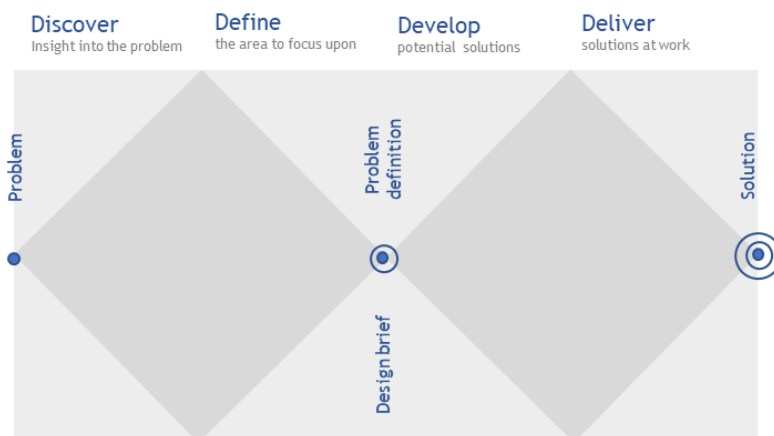 Discover
Insight into the problem
Define
the area to focus upon
Develop
potential solutions
Deliver
solutions at work
Problem
Problem
definition
Design brief
Solution